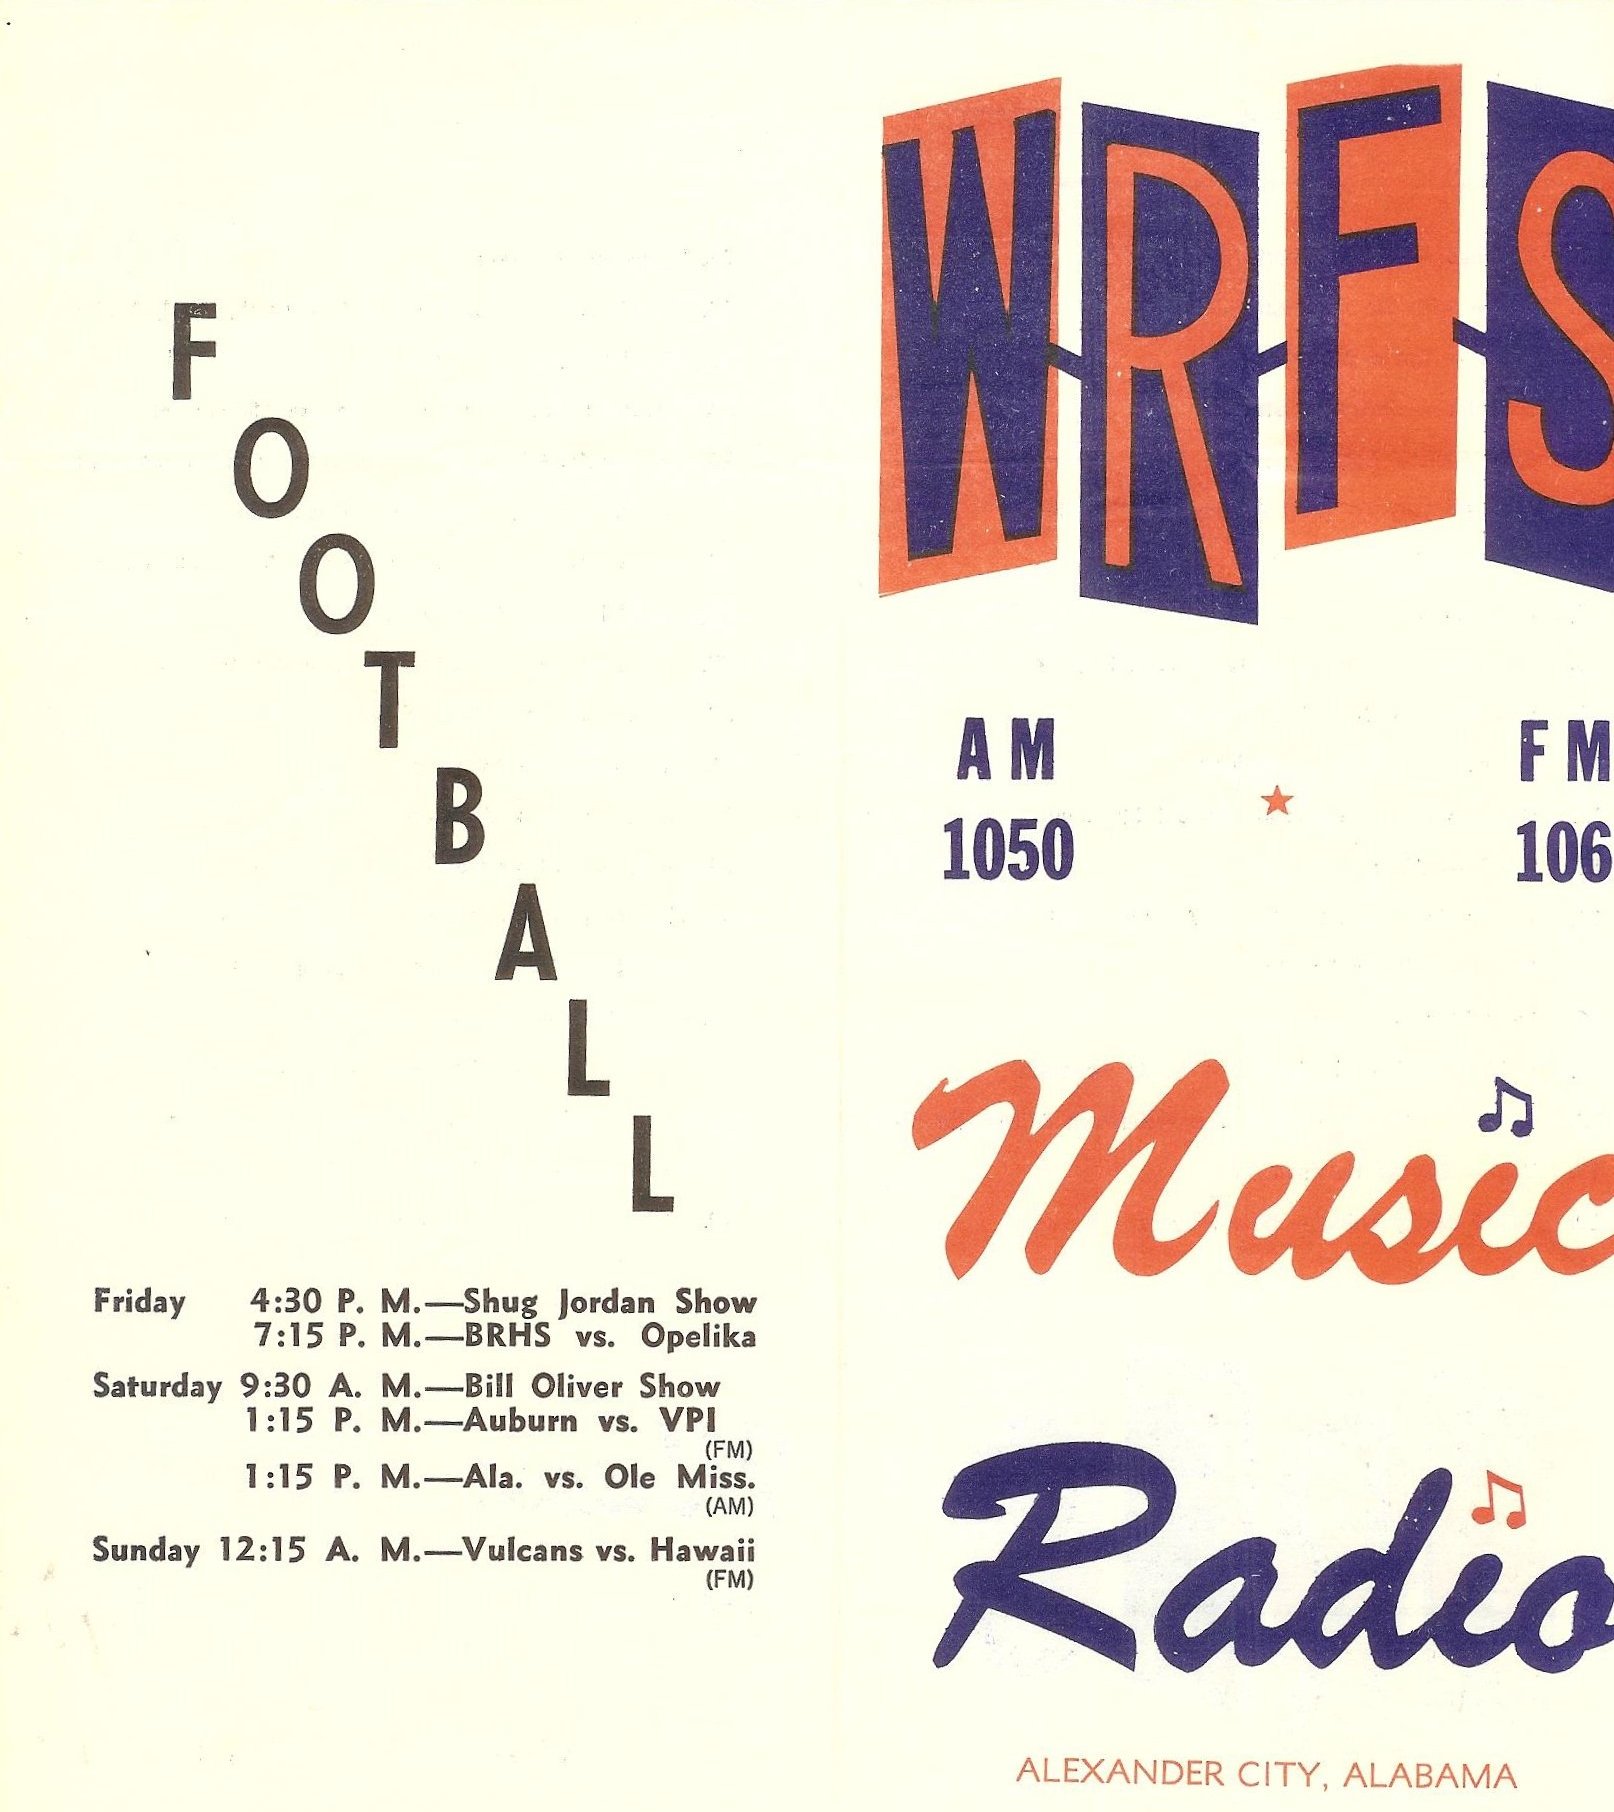 FOOTBALL
Friday 4:30 P. M.—Shug Jordan Show
7:15 P. M.—BRHS vs. Opelika
Saturday 9:30 A. M.—Bill Oliver Show
1:15 P. M.—Auburn vs. VPI
(FM)
1:15 P. M.—Ala. vs. Ole Miss.
(AM)
Sunday 12:15 A. M.—Vulcans vs. Hawaii
(FM)
WRFS
AM FM
1050 ★ 106
Music
Radio
ALEXANDER CITY, ALABAMA